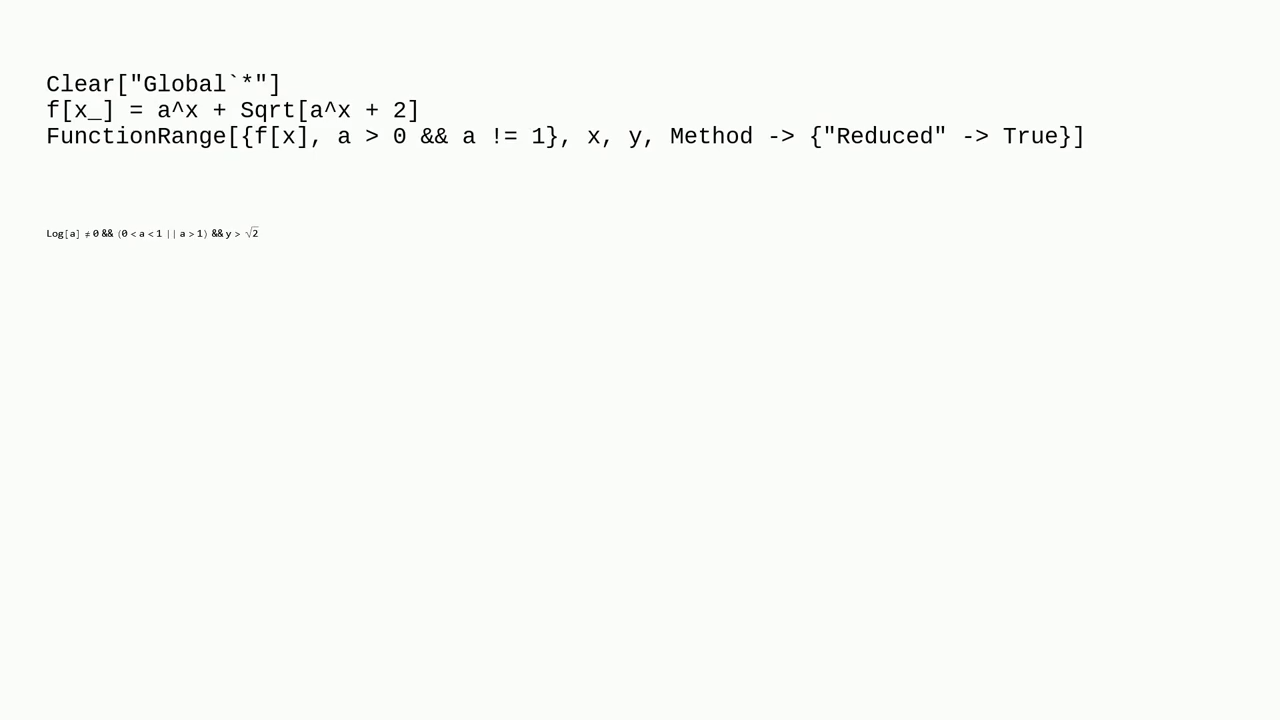 Clear["Global`*"]
f[x_] = a^x + Sqrt[a^x + 2]
FunctionRange[{f[x], a > 0 && a != 1}, x, y, Method -> {"Reduced" -> True}]
Log[a] ≠ 0 && (0 < a < 1 || a > 1) && y > √2